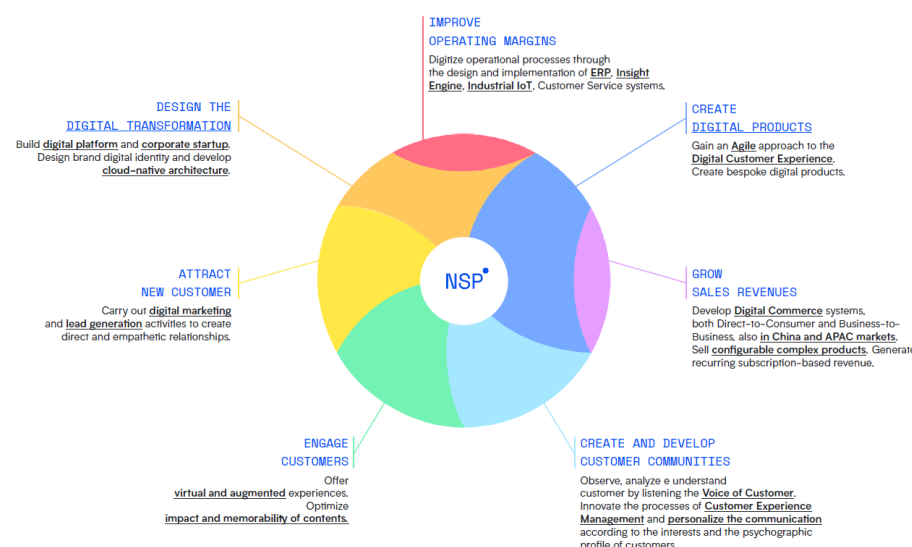 IMPROVE
OPERATING MARGINS
Digitize operational processes through
the design and implementation of ERP, Insight
Engine, Industrial IoT, Customer Service systems.
DESIGN THE
DIGITAL TRANSFORMATION
Build digital platform and corporate startup.
Design brand digital identity and develop
cloud-native architecture.
CREATE
DIGITAL PRODUCTS
Gain an Agile approach to the
Digital Customer Experience.
Create bespoke digital products.
NSP
ATTRACT
NEW CUSTOMER
Carry out digital marketing
and lead generation activities to create
direct and empathetic relationships.
GROW
SALES REVENUES
Develop Digital Commerce systems,
both Direct-to-Consumer and Business-to-
Business, also in China and APAC markets.
Sell configurable complex products. Generate
recurring subscription-based revenue.
ENGAGE
CUSTOMERS
Offer
virtual and augmented experiences.
Optimize
impact and memorability of contents.
CREATE AND DEVELOP
CUSTOMER COMMUNITIES
Observe, analyze e understand
customer by listening the Voice of Customer.
Innovate the processes of Customer Experience
Management and personalize the communication
according to the interests and the psychographic
profile of customers.